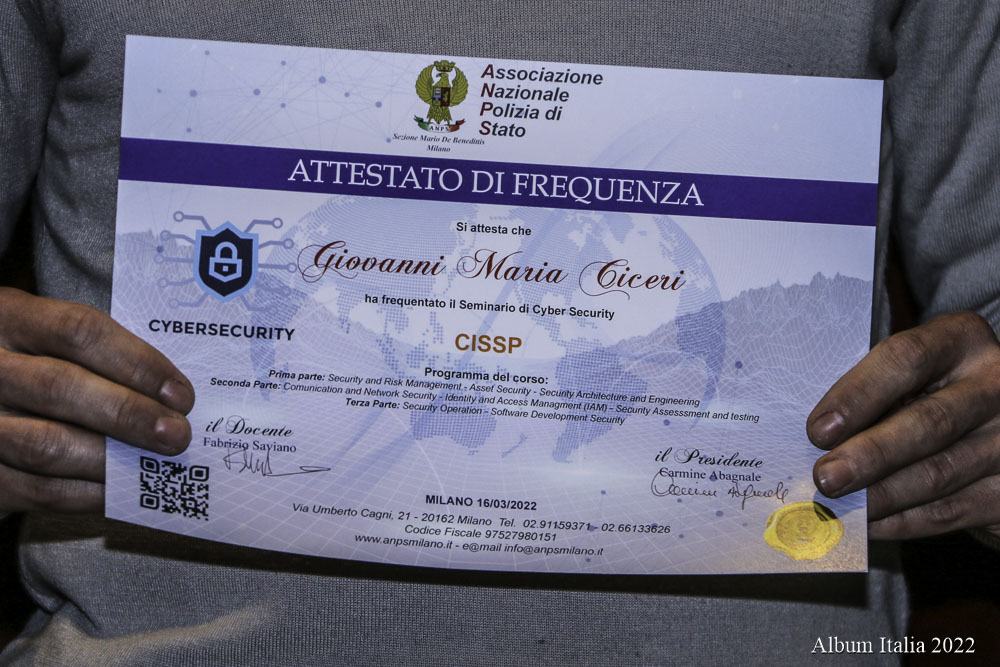 Associazione
Nazionale
Polizia di
Stato
A N P S
Sezione Mario De Beneditis
Milano
ATTESTATO DI FREQUENZA
Si attesta che
Giovanni Maria Ciceri
ha frequentato il Seminario di Cyber Security
CYBERSECURITY
CISSP
Programma del corso:
Prima parte: Security and Risk Management - Asset Security - Security Architecture and Engineering
Seconda Parte: Comunication and Network Security - Identity and Access Managment (IAM) - Security Assesssment and testing
Terza Parte: Security Operation - Software Development Security
il Docente
Fabrizio Saviano
il Presidente
Carmine Abagnale
Carmine Abagnale
MILANO 16/03/2022
Via Umberto Cagni, 21 - 20162 Milano Tel. 02.91159371 - 02.66133626
Codice Fiscale 97527980151
www.anpsmilano.it - e@mail info@anpsmilano.it
Album Italia 2022